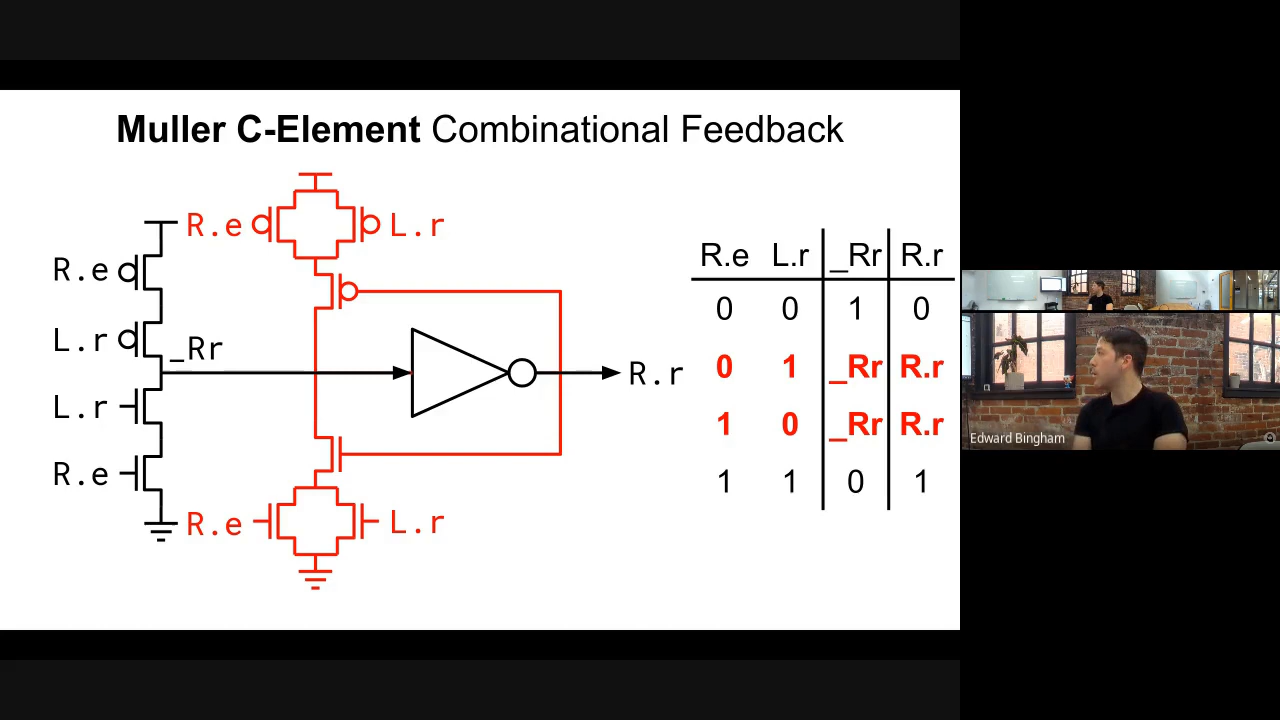 Muller C-Element Combinational Feedback
R.e
L.r
R.e
L.r
_Rr
L.r
R.e
R.e
L.r
R.r
R.e L.r _Rr R.r
0 0 1 0
0 1 _Rr R.r
1 0 _Rr R.r
1 1 0 1
Edward Bingham